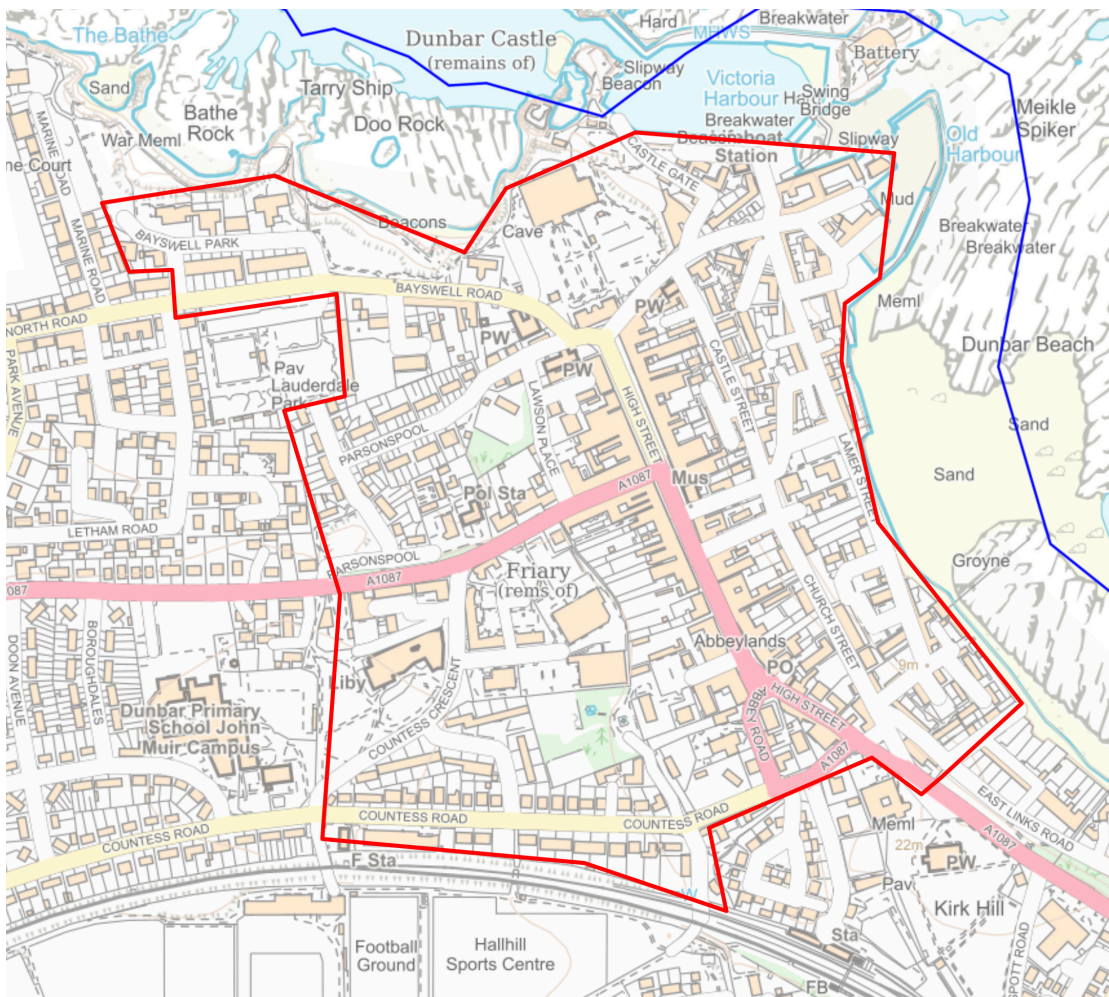 The Bathe
Sand
Bathe
Rock
Tarry Ship
Doo Rock
War Meml
ne Court
MARINE ROAD
MARINE ROAD
Dunbar Castle
(remains of)
Hard
Breakwater
MHWS
Battery
Slipway
Beacon
Victoria
Harbour
Swing
Bridge
Breakwater
Station
Slipway
Old
Harbour
Meikle
Spiker
CASTLE GATE
Mud
Breakwater
Breakwater
BAYSWELL PARK
Beacons
Cave
BAYSWELL ROAD
NORTH ROAD
PARK AVENUE
PW
PW
PW
Meml
Dunbar Beach
Pav
Lauderdale
Park
PARSONSPOOL
LAWSON PLACE
HIGH STREET
CASTLE STREET
LAMER STREET
Sand
Sand
A1087
Mus
Pol Sta
LETHAM ROAD
PARSONSPOOL
A1087
087
Friary
(rems of)
Groyne
CHURCH STREET
DOON AVENUE
BOROUGHDALES
Abbeylands
PO
9m
Liby
COUNTESS CRESCENT
ABBEY ROAD
HIGH STREET
Dunbar Primary
School John
Muir Campus
A1087
COUNTESS ROAD
COUNTESS ROAD
COUNTESS ROAD
EAST LINKS ROAD
A1087
Meml
22m
PW
F Sta
W
Pav
Kirk Hill
Sta
SPOTT ROAD
Football
Ground
Hallhill
Sports Centre
FB